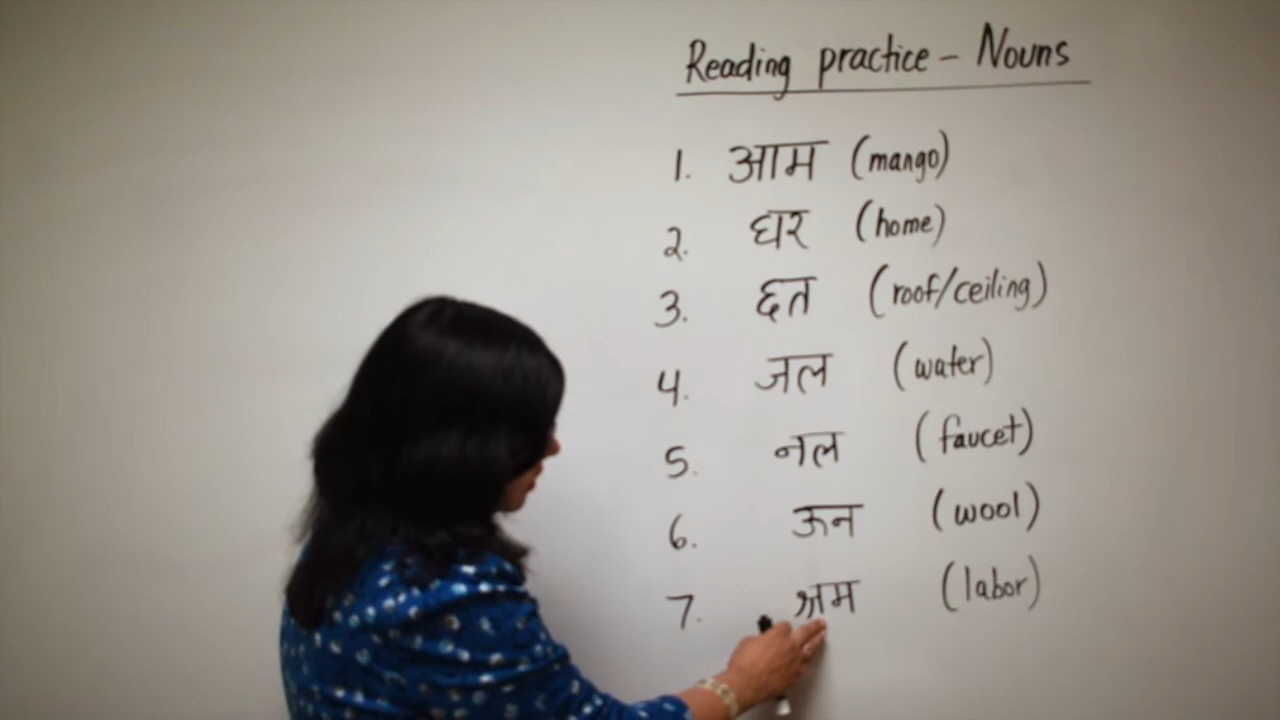 Reading practice - Nouns
1. आम (mango)
2. घर (home)
3. छत (roof/ceiling)
4. जल (water)
5. नल (faucet)
6. ऊन (wool)
7. श्रम (labor)